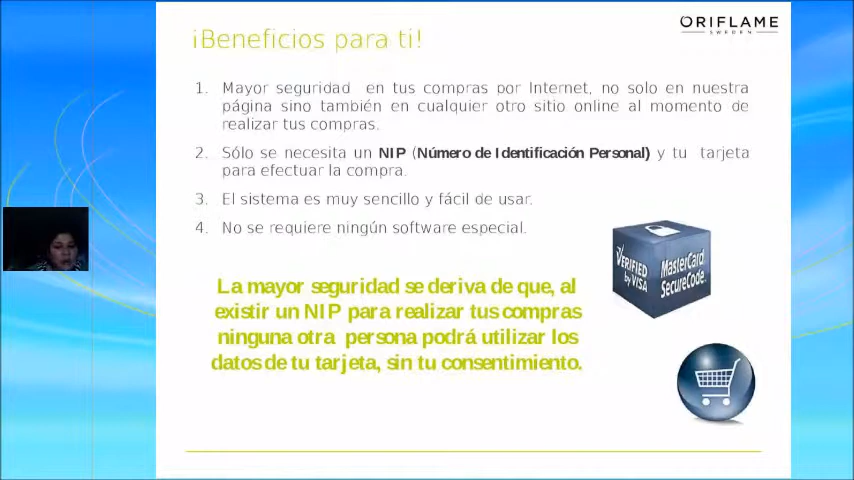 ¡Beneficios para ti!
ORIFLAME
SWEDEN
1. Mayor seguridad en tus compras por Internet, no solo en nuestra
página sino también en cualquier otro sitio online al momento de
realizar tus compras.
2. Sólo se necesita un NIP (Número de Identificación Personal) y tu tarjeta
para efectuar la compra.
3. El sistema es muy sencillo y fácil de usar.
4. No se requiere ningún software especial.
La mayor seguridad se deriva de que, al
existir un NIP para realizar tus compras
ninguna otra persona podrá utilizar los
datos de tu tarjeta, sin tu consentimiento.
VERIFIED
by VISA
MasterCard
SecureCode.